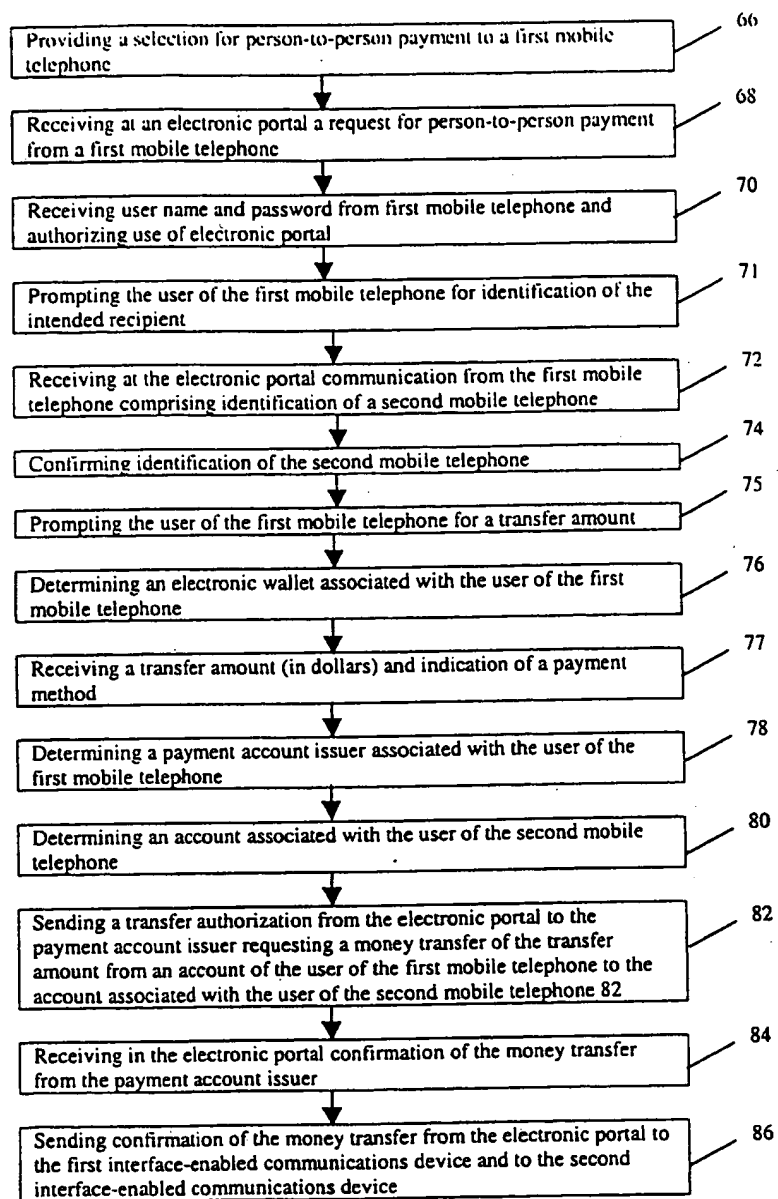 66
Providing a selection for person-to-person payment to a first mobile
telephone
68
Receiving at an electronic portal a request for person-to-person payment
from a first mobile telephone
70
Receiving user name and password from first mobile telephone and
authorizing use of electronic portal
71
Prompting the user of the first mobile telephone for identification of the
intended recipient
72
Receiving at the electronic portal communication from the first mobile
telephone comprising identification of a second mobile telephone
74
Confirming identification of the second mobile telephone
75
Prompting the user of the first mobile telephone for a transfer amount
76
Determining an electronic wallet associated with the user of the first
mobile telephone
77
Receiving a transfer amount (in dollars) and indication of a payment
method
78
Determining a payment account issuer associated with the user of the
first mobile telephone
80
Determining an account associated with the user of the second mobile
telephone
82
Sending a transfer authorization from the electronic portal to the
payment account issuer requesting a money transfer of the transfer
amount from an account of the user of the first mobile telephone to the
account associated with the user of the second mobile telephone 82
84
Receiving in the electronic portal confirmation of the money transfer
from the payment account issuer
86
Sending confirmation of the money transfer from the electronic portal to
the first interface-enabled communications device and to the second
interface-enabled communications device